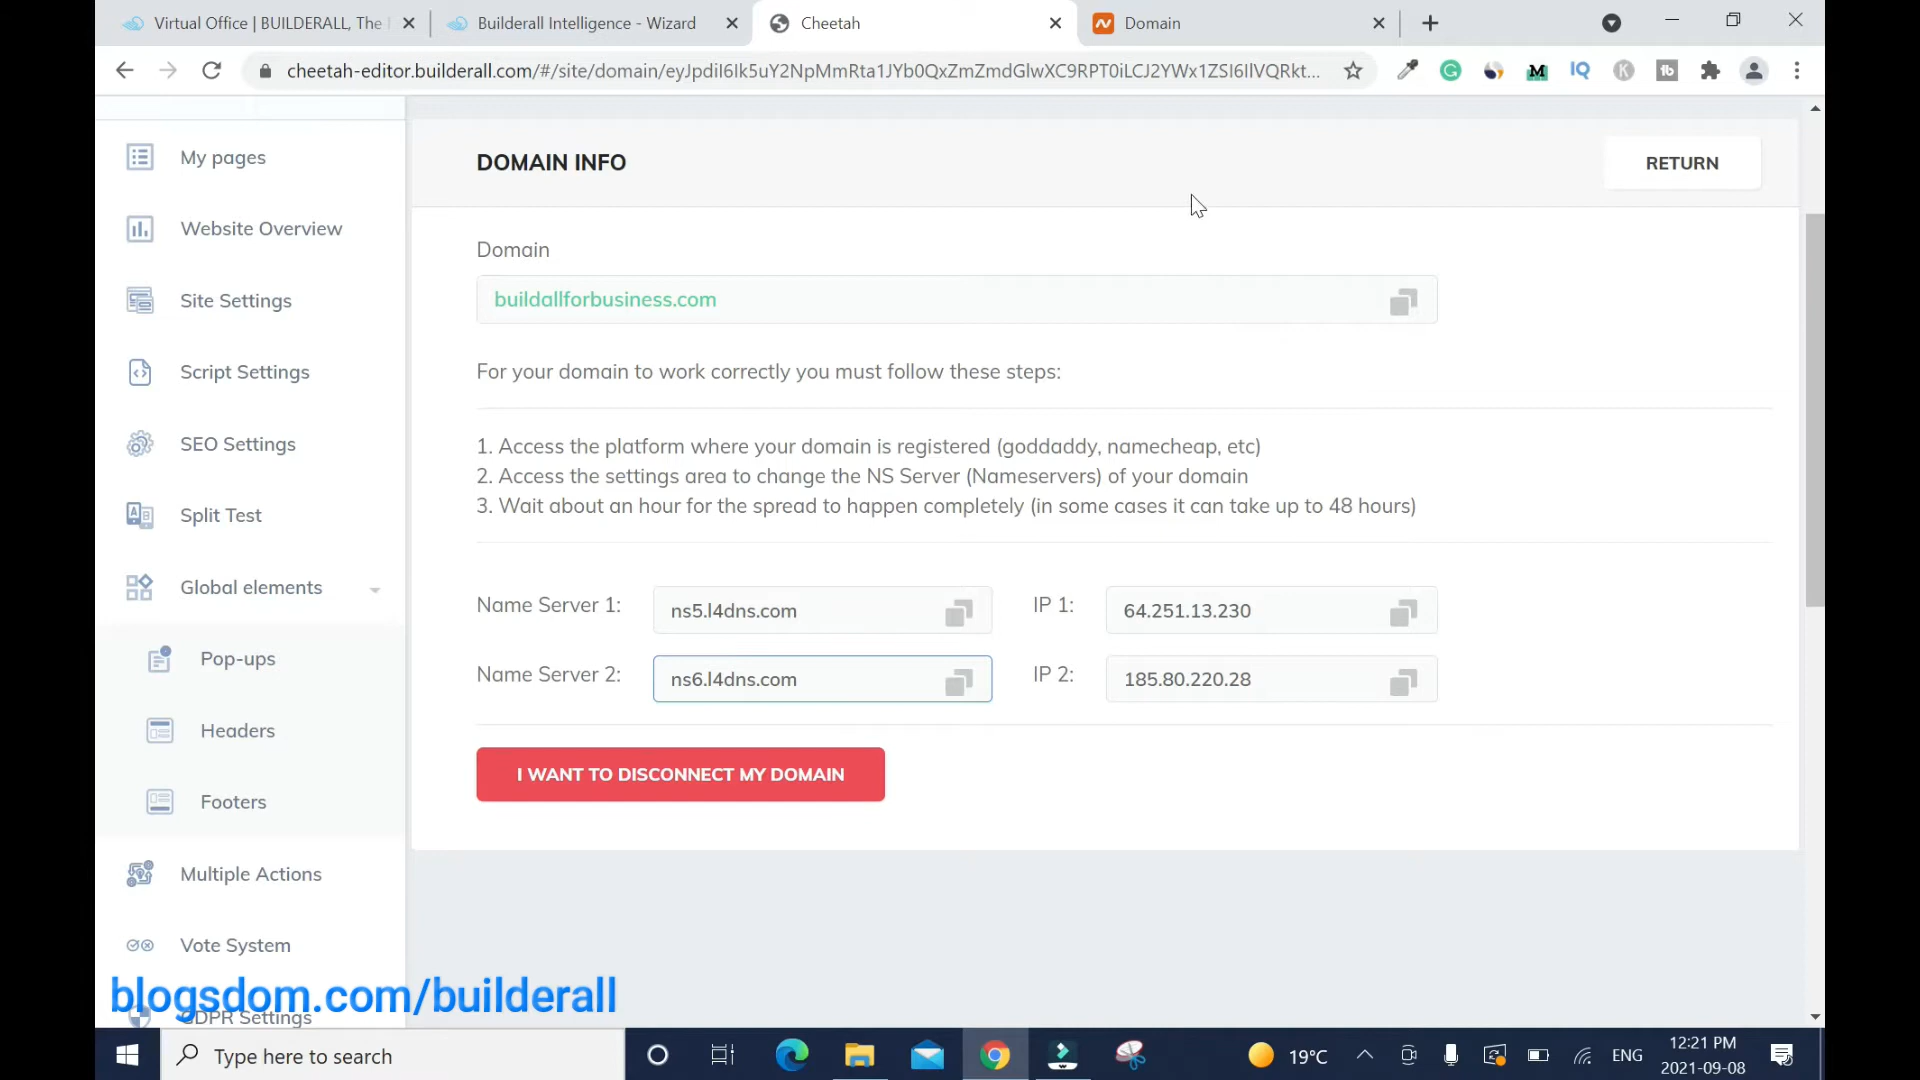 Virtual Office | BUILDERALL, The
Builderall Intelligence - Wizard
Cheetah
Domain
cheetah-editor.builderall.com/#/site/domain/eyJpdiI6Ik5uY2NpMmRta1JYb0QxZmZmdGlwXC9RPT0iLCJ2YWx1ZSI6IlVQRkt...
My pages
Website Overview
Site Settings
Script Settings
SEO Settings
Split Test
Global elements
Pop-ups
Headers
Footers
Multiple Actions
Vote System
GDPR Settings
DOMAIN INFO
RETURN
Domain
buildallforbusiness.com
For your domain to work correctly you must follow these steps:
1. Access the platform where your domain is registered (goddaddy, namecheap, etc)
2. Access the settings area to change the NS Server (Nameservers) of your domain
3. Wait about an hour for the spread to happen completely (in some cases it can take up to 48 hours)
Name Server 1: ns5.l4dns.com IP 1: 64.251.13.230
Name Server 2: ns6.l4dns.com IP 2: 185.80.220.28
I WANT TO DISCONNECT MY DOMAIN
blogsdom.com/builderall
Type here to search
19°C
ENG
12:21 PM
2021-09-08